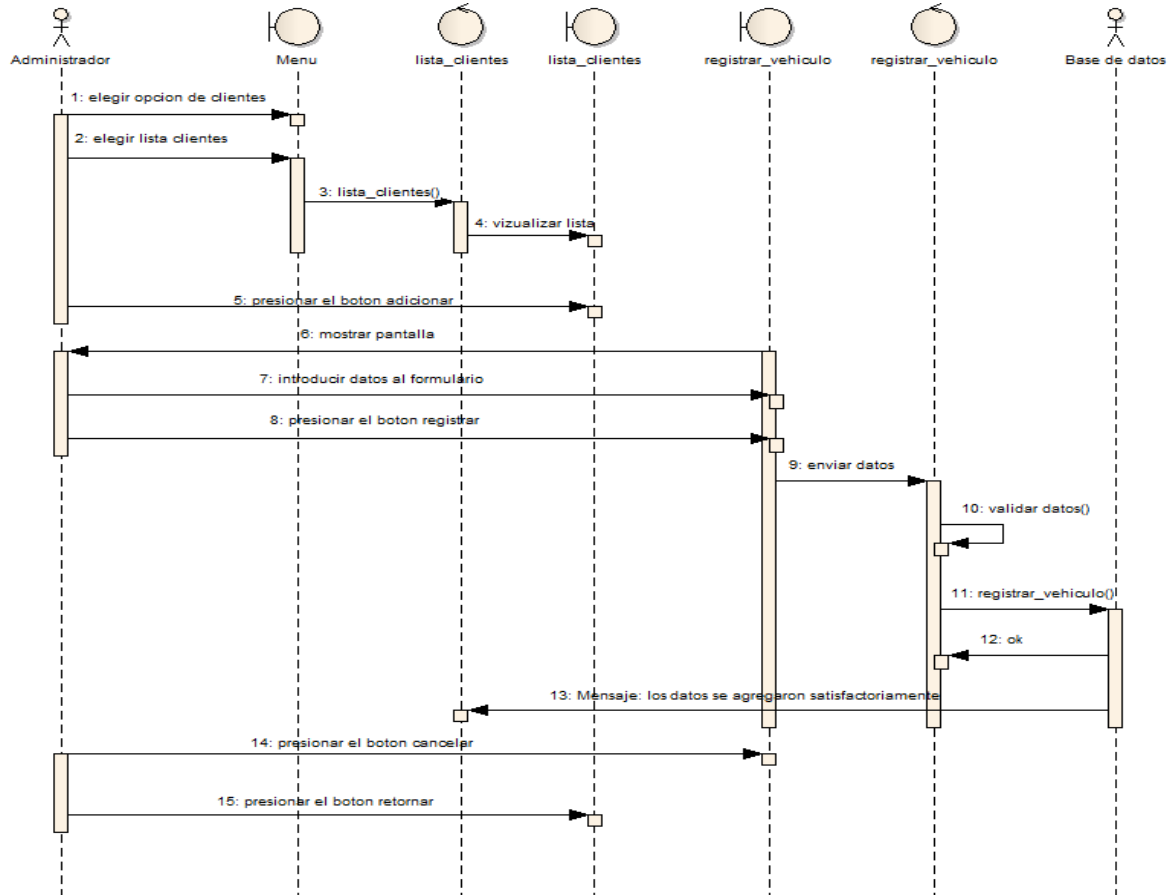 Administrador
Menu
lista_clientes
lista_clientes
registrar_vehiculo
registrar_vehiculo
Base de datos
1: elegir opcion de clientes
2: elegir lista clientes
3: lista_clientes()
4: vizualizar lista
5: presionar el boton adicionar
6: mostrar pantalla
7: introducir datos al formulario
8: presionar el boton registrar
9: enviar datos
10: validar datos()
11: registrar_vehiculo()
12: ok
13: Mensaje: los datos se agregaron satisfactoriamente
14: presionar el boton cancelar
15: presionar el boton retornar